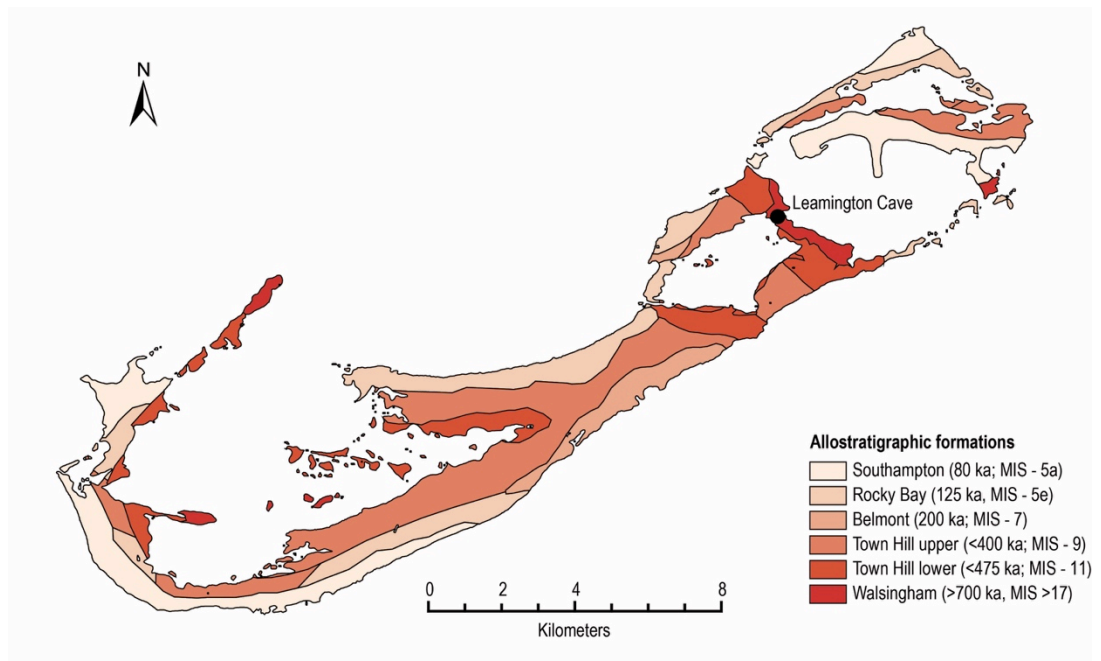 N
Leamington Cave
Allostratigraphic formations
Southampton (80 ka; MIS - 5a)
Rocky Bay (125 ka, MIS - 5e)
Belmont (200 ka; MIS - 7)
Town Hill upper (<400 ka; MIS - 9)
Town Hill lower (<475 ka; MIS - 11)
Walsingham (>700 ka, MIS >17)
0 2 4 8
Kilometers